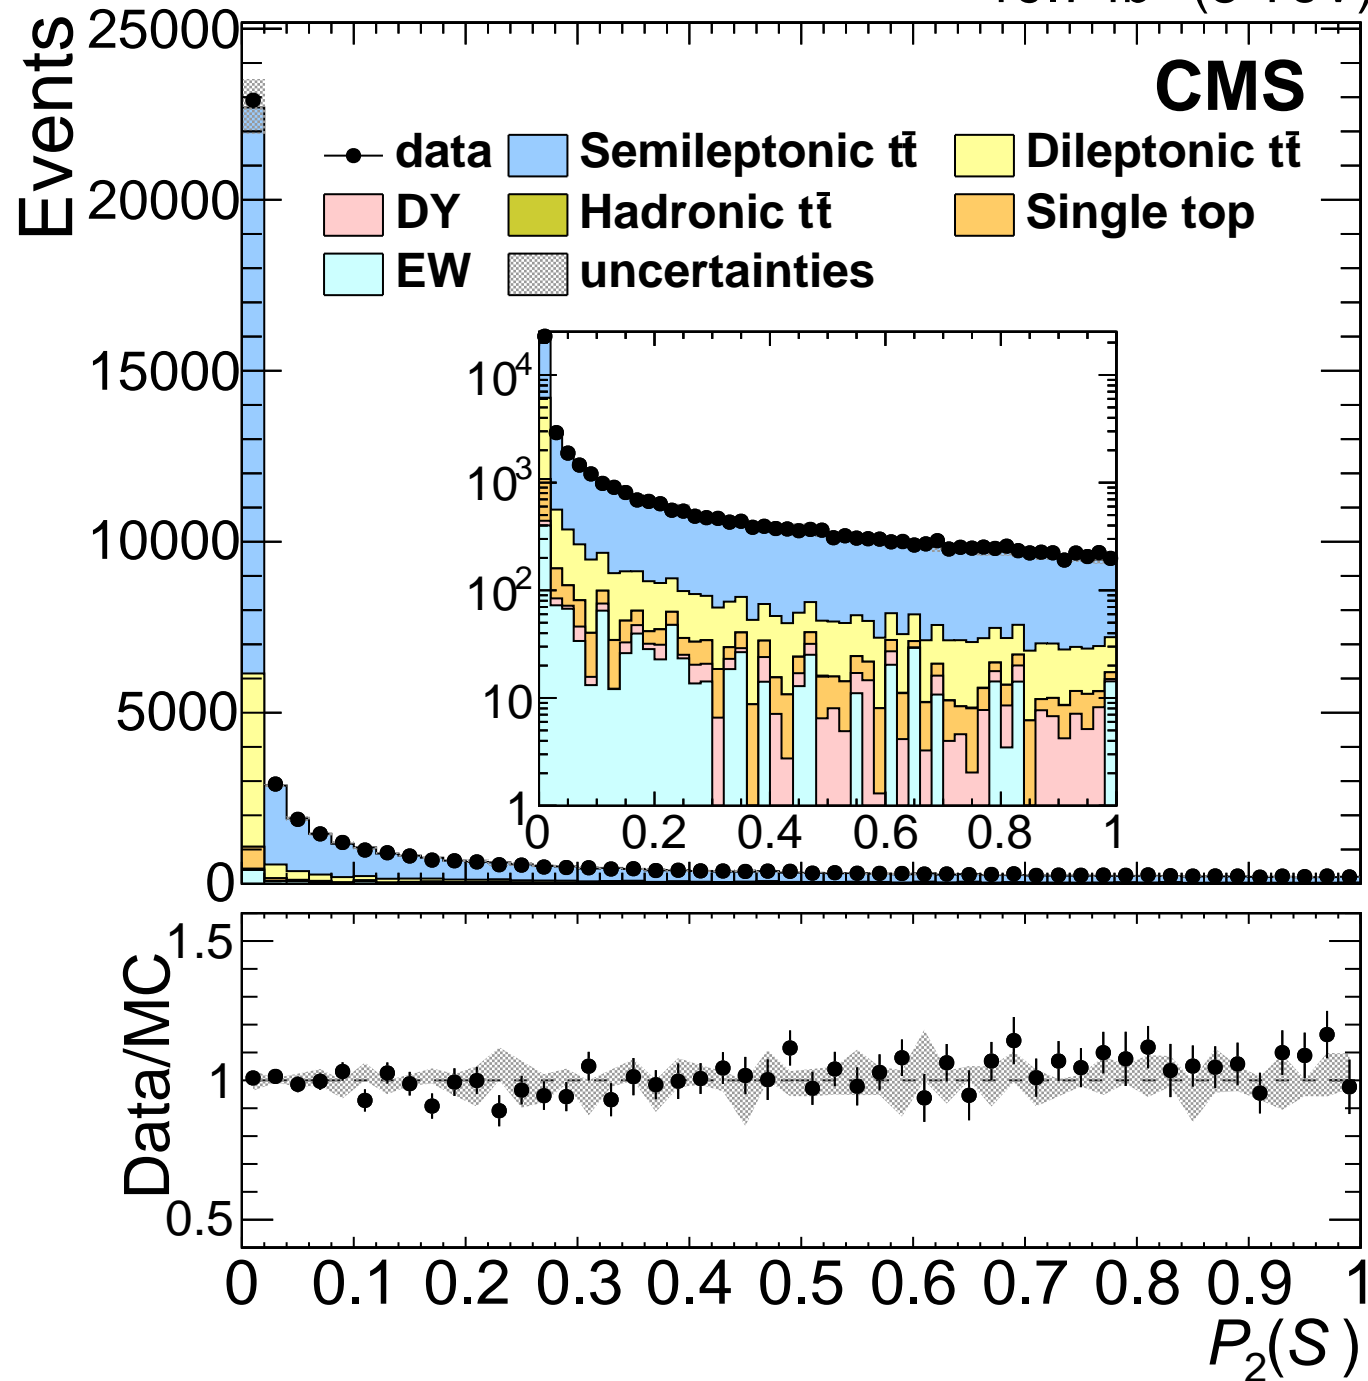 Events
25000
20000
15000
10000
5000
0
CMS
data
Semileptonic tt̄
Dileptonic tt̄
DY
Hadronic tt̄
Single top
EW
uncertainties
10⁴
10³
10²
10
1
0 0.2 0.4 0.6 0.8 1
Data/MC
1.5
1
0.5
0 0.1 0.2 0.3 0.4 0.5 0.6 0.7 0.8 0.9 1
P₂(S)